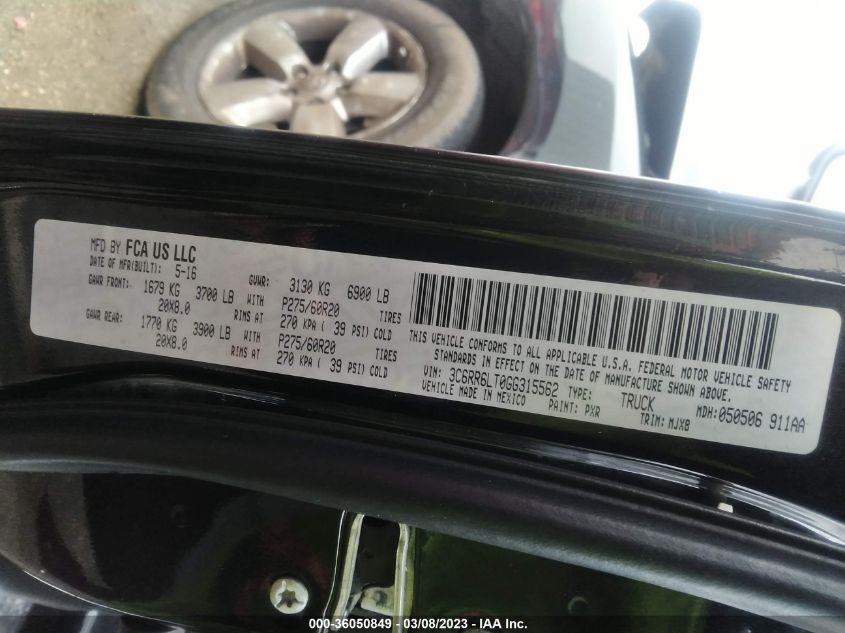 MFD BY FCA US LLC
DATE OF MFR(BUILT): 5-16
GVWR: 3130 KG 6900 LB
GAWR FRONT: 1679 KG 3700 LB WITH P275/60R20 TIRES
20X8.0 RIMS AT 270 KPA ( 39 PSI) COLD
GAWR REAR: 1770 KG 3900 LB WITH P275/60R20 TIRES
20X8.0 RIMS AT 270 KPA ( 39 PSI) COLD
THIS VEHICLE CONFORMS TO ALL APPLICABLE U.S.A. FEDERAL MOTOR VEHICLE SAFETY
STANDARDS IN EFFECT ON THE DATE OF MANUFACTURE SHOWN ABOVE.
VIN: 3C6RR6LT0GG315562 TYPE: TRUCK MDH:050506 911AA
VEHICLE MADE IN MEXICO PAINT: PXR TRIM: MJX8
000-36050849 - 03/08/2023 - IAA Inc.